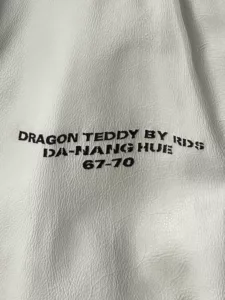 DRAGON TEDDY BY RDS
DA-NANG HUE
67-70